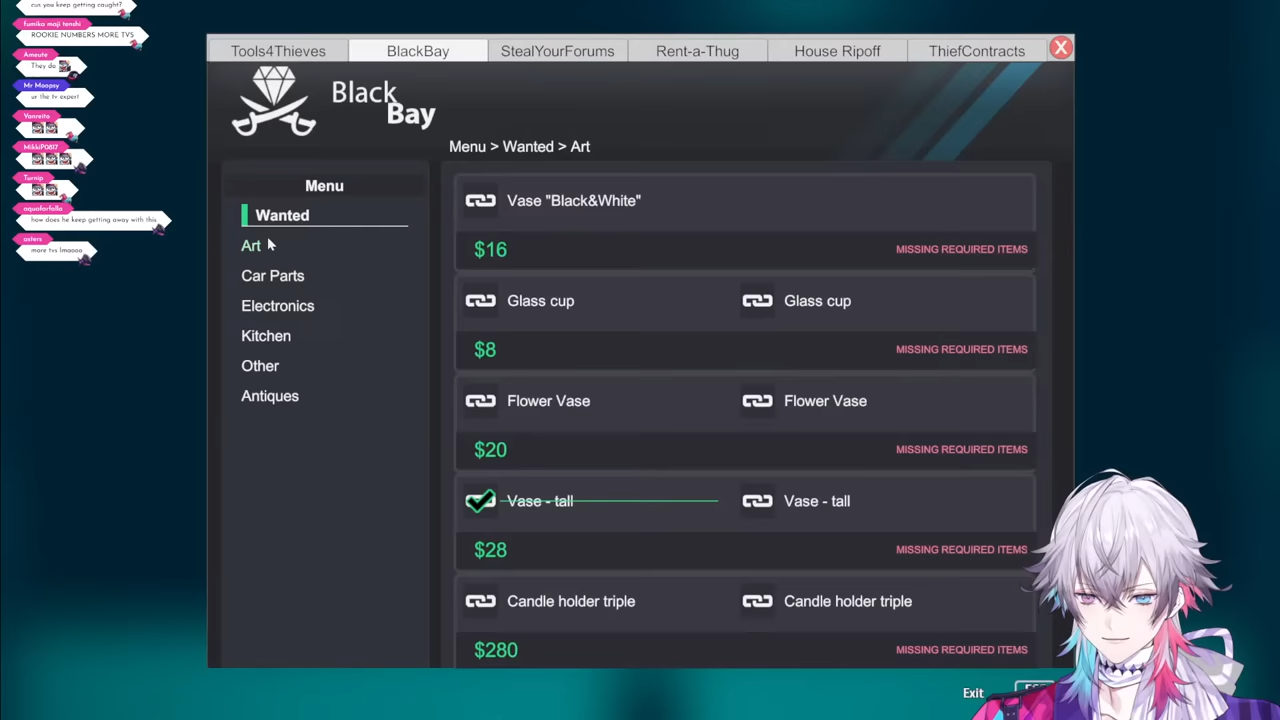 cus you keep getting caught?
fumika maji tenshi
ROOKIE NUMBERS MORE TVS
Ameute
They do
Mr Moopsy
ur the tv expert
Vanreito
MikkiP0817
Turnip
aquaforfalla
how does he keep getting away with this
asters
more tvs lmaooo
Tools4Thieves
BlackBay
StealYourForums
Rent-a-Thug
House Ripoff
ThiefContracts
X
Black
Bay
Menu > Wanted > Art
Menu
Wanted
Art
Car Parts
Electronics
Kitchen
Other
Antiques
Vase "Black&White"
$16 MISSING REQUIRED ITEMS
Glass cup Glass cup
$8 MISSING REQUIRED ITEMS
Flower Vase Flower Vase
$20 MISSING REQUIRED ITEMS
Vase - tall Vase - tall
$28 MISSING REQUIRED ITEMS
Candle holder triple Candle holder triple
$280 MISSING REQUIRED ITEMS
Exit